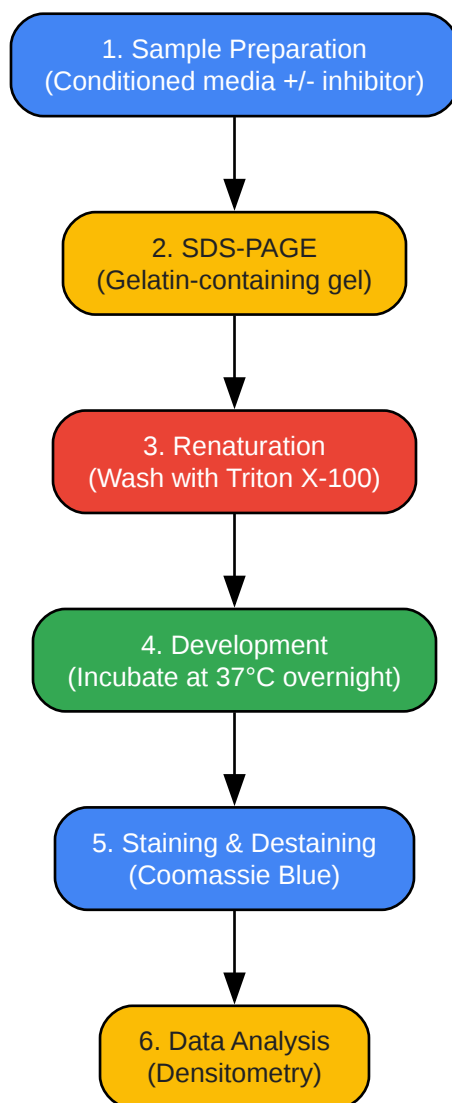 1. Sample Preparation
(Conditioned media +/- inhibitor)
2. SDS-PAGE
(Gelatin-containing gel)
3. Renaturation
(Wash with Triton X-100)
4. Development
(Incubate at 37°C overnight)
5. Staining & Destaining
(Coomassie Blue)
6. Data Analysis
(Densitometry)